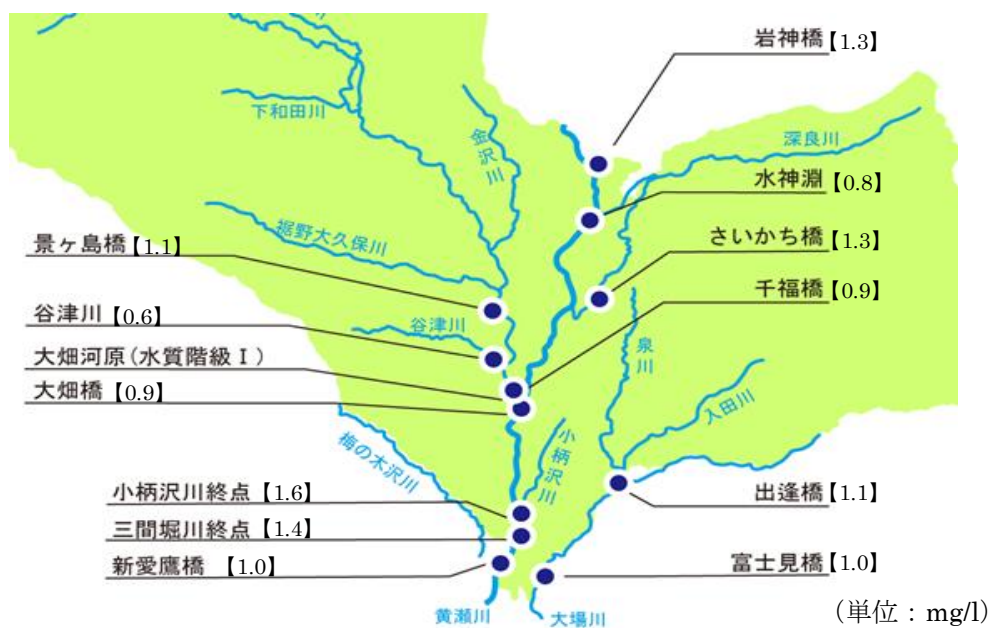 岩神橋【1.3】
下和田川
金沢川
深良川
水神淵【0.8】
裾野大久保川
景ヶ島橋【1.1】
さいかち橋【1.3】
千福橋【0.9】
谷津川【0.6】
谷津川
泉川
大畑河原(水質階級Ⅰ)
大畑橋【0.9】
入田川
梅の木沢川
小柄沢川
小柄沢川終点【1.6】
出逢橋【1.1】
三間堀川終点【1.4】
新愛鷹橋【1.0】
富士見橋【1.0】
黄瀬川
大場川
(単位：mg/l)